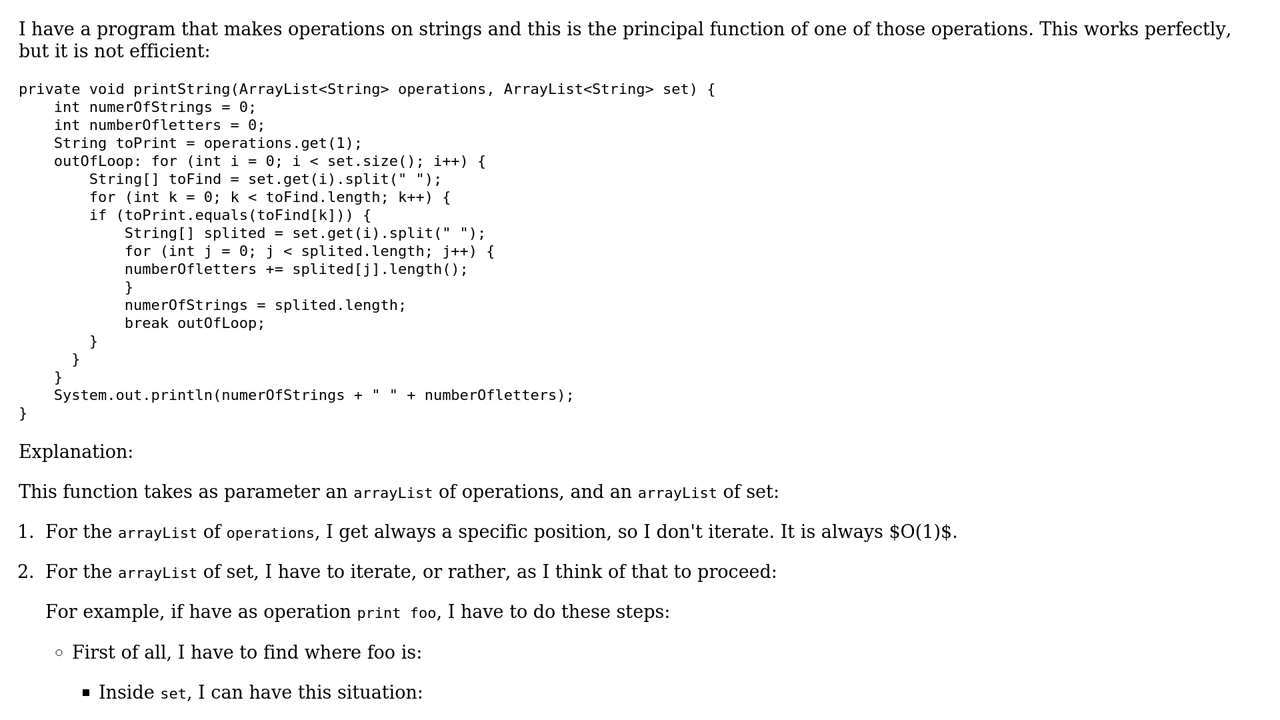 I have a program that makes operations on strings and this is the principal function of one of those operations. This works perfectly,
but it is not efficient:
private void printString(ArrayList<String> operations, ArrayList<String> set) {
    int numerOfStrings = 0;
    int numberOfletters = 0;
    String toPrint = operations.get(1);
    outOfLoop: for (int i = 0; i < set.size(); i++) {
        String[] toFind = set.get(i).split(" ");
        for (int k = 0; k < toFind.length; k++) {
        if (toPrint.equals(toFind[k])) {
            String[] splited = set.get(i).split(" ");
            for (int j = 0; j < splited.length; j++) {
            numberOfletters += splited[j].length();
            }
            numerOfStrings = splited.length;
            break outOfLoop;
        }
      }
    }
    System.out.println(numerOfStrings + " " + numberOfletters);
}
Explanation:
This function takes as parameter an arrayList of operations, and an arrayList of set:
1. For the arrayList of operations, I get always a specific position, so I don't iterate. It is always $O(1)$.
2. For the arrayList of set, I have to iterate, or rather, as I think of that to proceed:
For example, if have as operation print foo, I have to do these steps:
◦ First of all, I have to find where foo is:
▪ Inside set, I can have this situation: